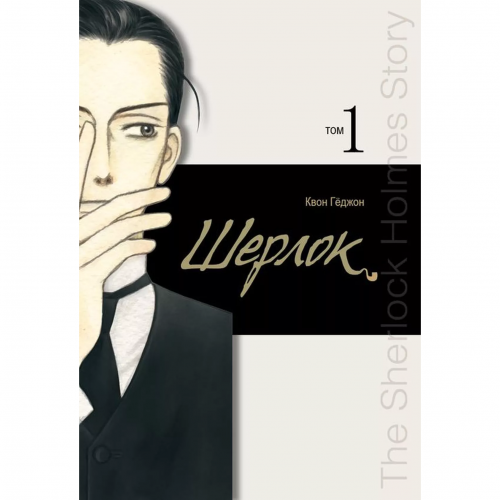 том 1
Квон Гёджон
Шерлок
The Sherlock Holmes Story